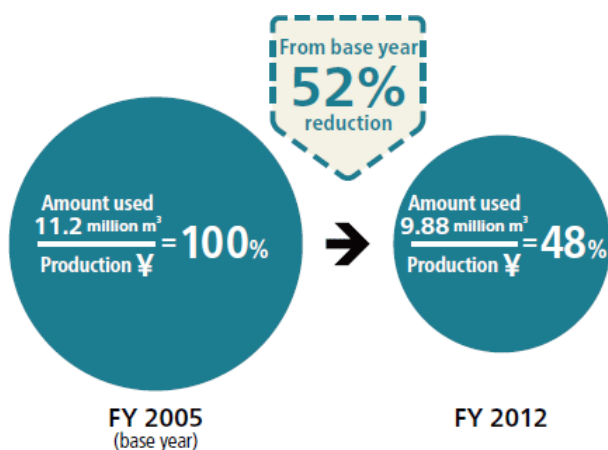 From base year
52%
reduction
Amount used
11.2 million m³
Production ¥
= 100%
Amount used
9.88 million m³
Production ¥
= 48%
FY 2005
(base year)
FY 2012